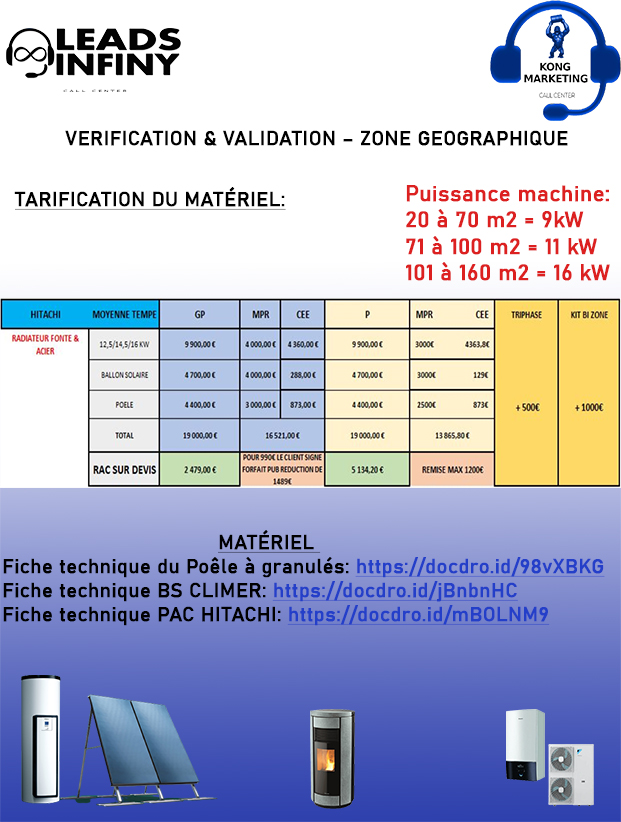 LEADS
INFINY
CALL CENTER
KONG
MARKETING
CALL CENTER
VERIFICATION & VALIDATION – ZONE GEOGRAPHIQUE
TARIFICATION DU MATÉRIEL:
Puissance machine:
20 à 70 m2 = 9kW
71 à 100 m2 = 11 kW
101 à 160 m2 = 16 kW
HITACHI MOYENNE TEMPE GP MPR CEE P MPR CEE TRIPHASE KIT BI ZONE
RADIATEUR FONTE &
ACIER
12,5/14,5/16 KW 9 900,00 € 4 000,00 € 4 360,00 € 9 900,00 € 3000€ 4363.8€
BALLON SOLAIRE 4 700,00 € 4 000,00 € 288,00 € 4 700,00 € 3000€ 129€
POELE 4 400,00 € 3 000,00 € 873,00 € 4 400,00 € 2500€ 873€
+ 500€ + 1000€
TOTAL 19 000,00 € 16 521,00 € 19 000,00 € 13 865,80 €
RAC SUR DEVIS 2 479,00 €
POUR 990€ LE CLIENT SIGNE
FORFAIT PUB REDUCTION DE
1489€
5 134,20 € REMISE MAX 1200€
MATÉRIEL
Fiche technique du Poêle à granulés: https://docdro.id/98vXBKG
Fiche technique BS CLIMER: https://docdro.id/jBnbnHC
Fiche technique PAC HITACHI: https://docdro.id/mBOLNM9